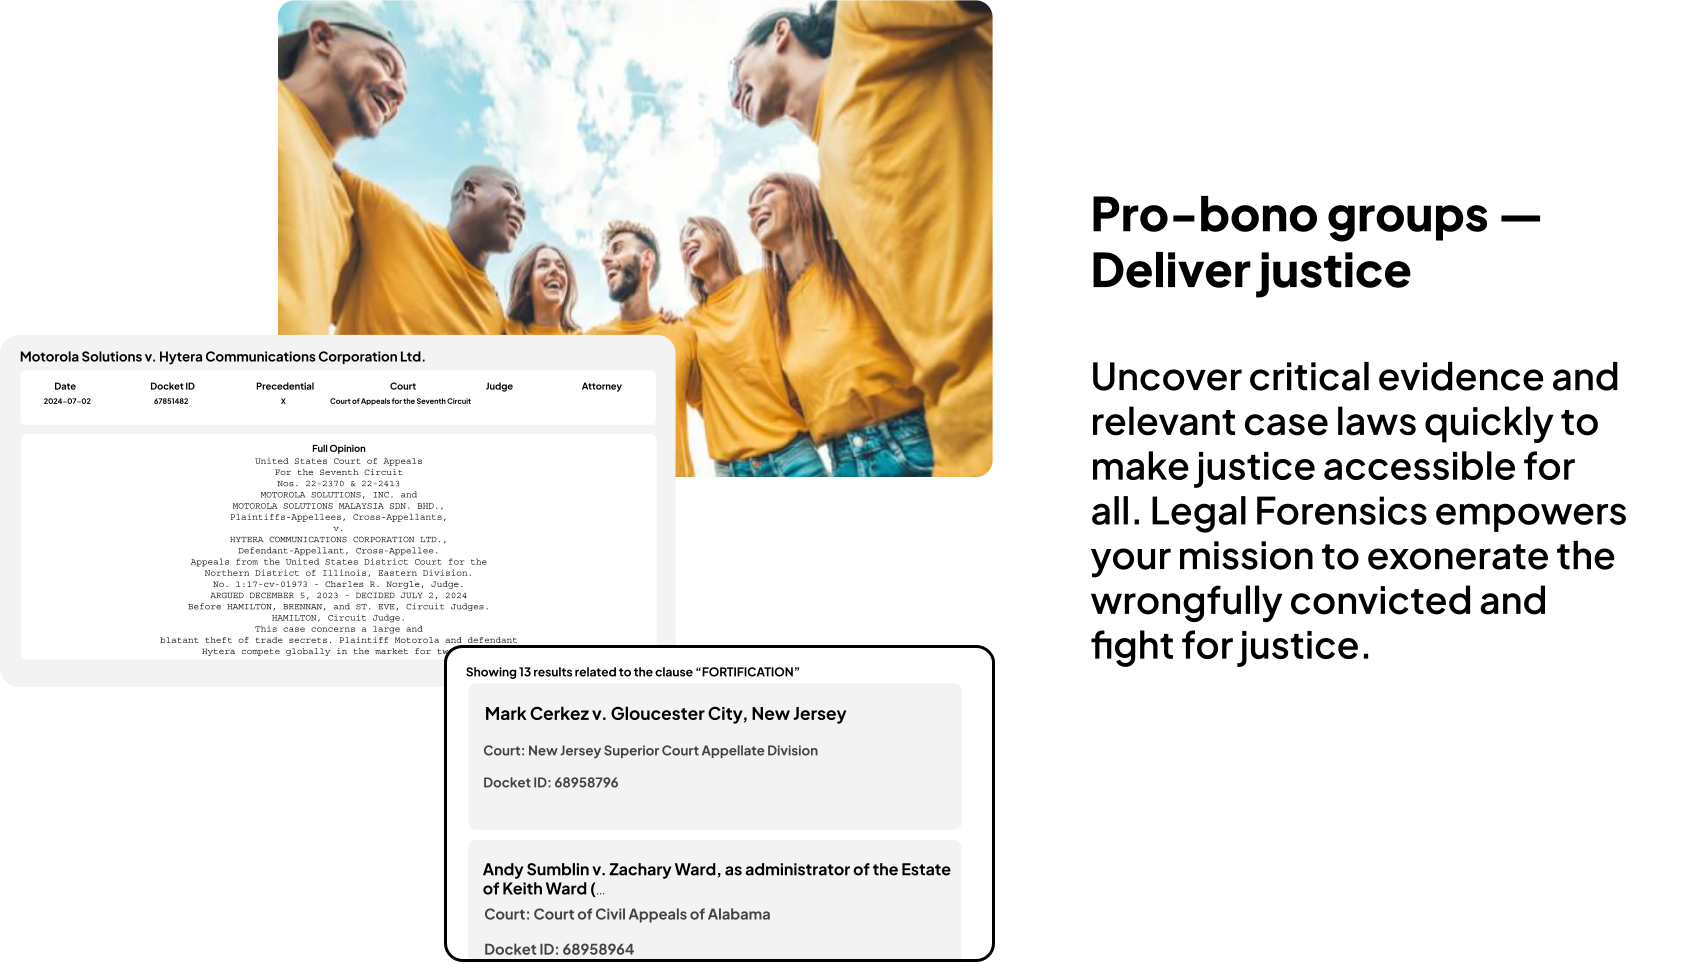 Pro-bono groups —
Deliver justice
Uncover critical evidence and
relevant case laws quickly to
make justice accessible for
all. Legal Forensics empowers
your mission to exonerate the
wrongfully convicted and
fight for justice.
Motorola Solutions v. Hytera Communications Corporation Ltd.
Date Docket ID Precedential Court Judge Attorney
2024-07-02 67851482 X Court of Appeals for the Seventh Circuit
Full Opinion
United States Court of Appeals
For the Seventh Circuit
Nos. 22-2370 & 22-2413
MOTOROLA SOLUTIONS, INC. and
MOTOROLA SOLUTIONS MALAYSIA SDN. BHD.,
Plaintiffs-Appellees, Cross-Appellants,
v.
HYTERA COMMUNICATIONS CORPORATION LTD.,
Defendant-Appellant, Cross-Appellee.
Appeals from the United States District Court for the
Northern District of Illinois, Eastern Division.
No. 1:17-cv-01973 - Charles R. Norgle, Judge.
ARGUED DECEMBER 5, 2023 - DECIDED JULY 2, 2024
Before HAMILTON, BRENNAN, and ST. EVE, Circuit Judges.
HAMILTON, Circuit Judge.
This case concerns a large and
blatant theft of trade secrets. Plaintiff Motorola and defendant
Hytera compete globally in the market for
Showing 13 results related to the clause “FORTIFICATION”
Mark Cerkez v. Gloucester City, New Jersey
Court: New Jersey Superior Court Appellate Division
Docket ID: 68958796
Andy Sumblin v. Zachary Ward, as administrator of the Estate
of Keith Ward (...
Court: Court of Civil Appeals of Alabama
Docket ID: 68958964